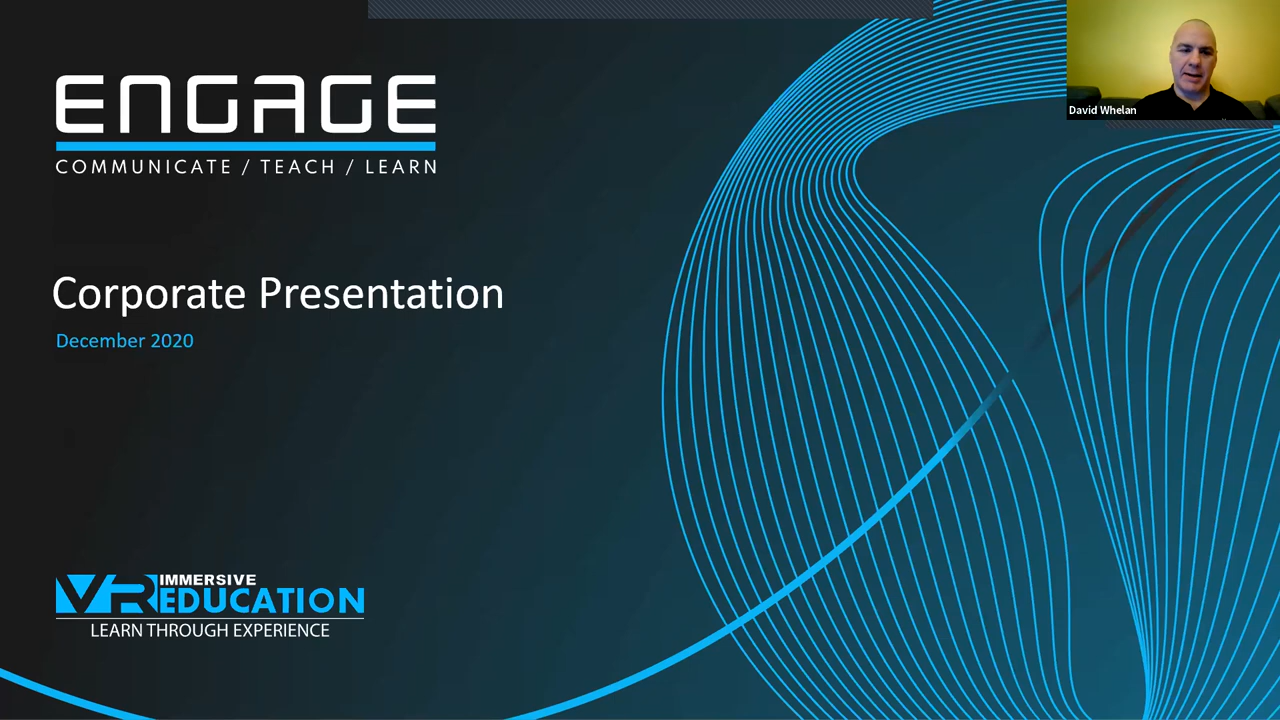 ENGAGE
COMMUNICATE / TEACH / LEARN
David Whelan
Corporate Presentation
December 2020
VR IMMERSIVE
EDUCATION
LEARN THROUGH EXPERIENCE